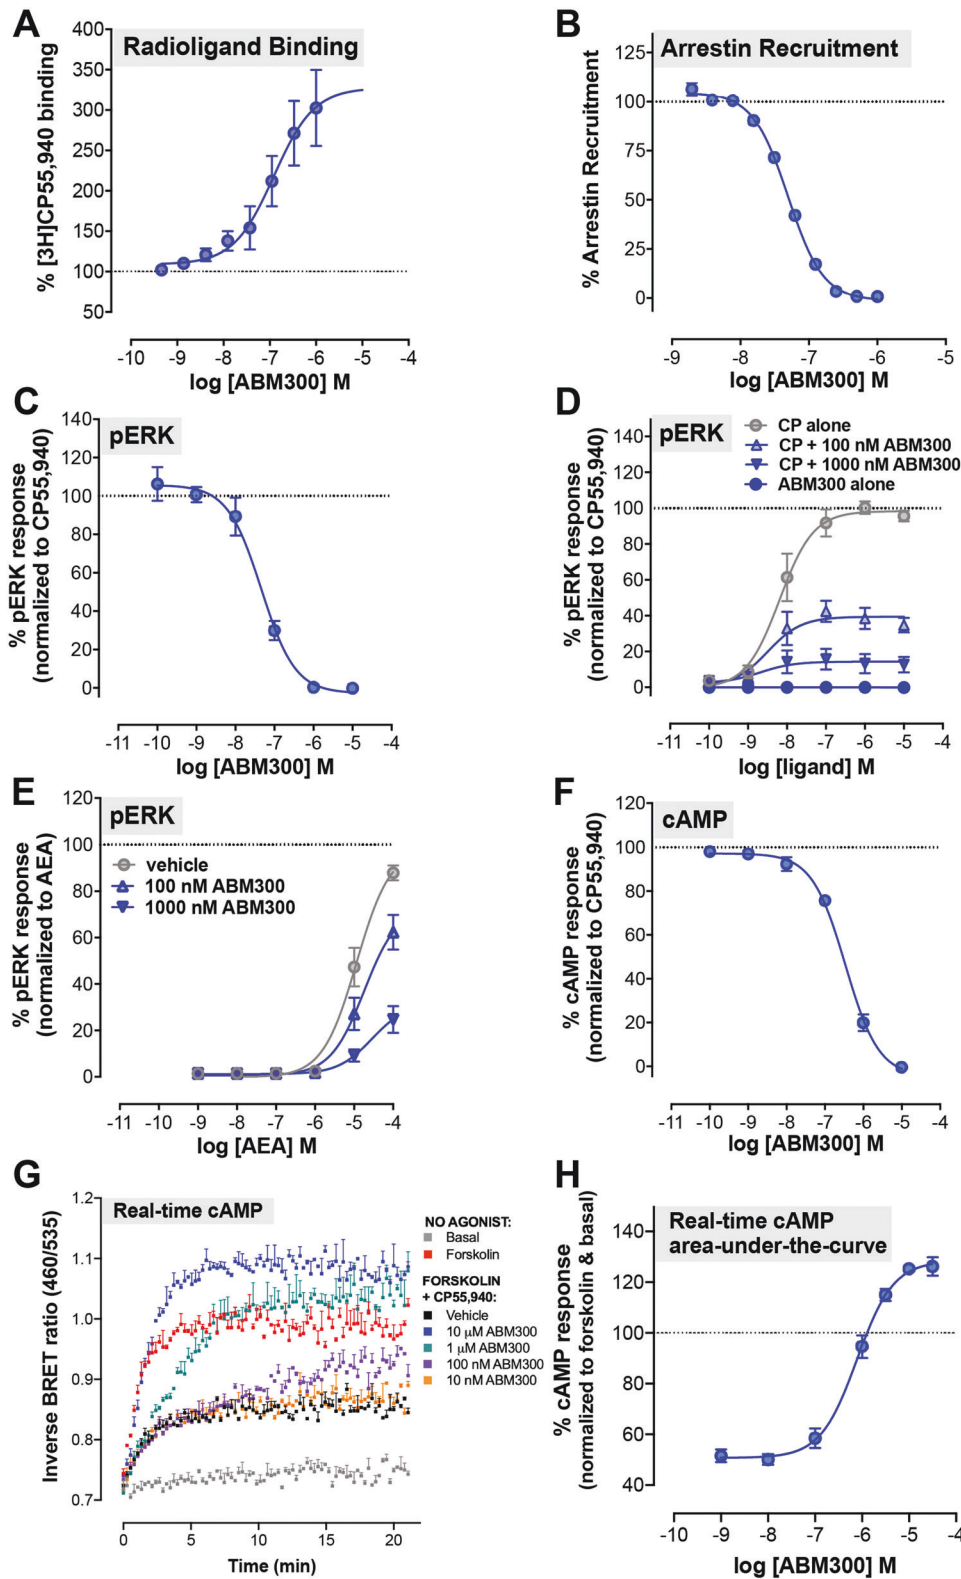 A
Radioligand Binding
% [3H]CP55,940 binding
400
350
300
250
200
150
100
50
-10 -9 -8 -7 -6 -5
log [ABM300] M
B
Arrestin Recruitment
% Arrestin Recruitment
125
100
75
50
25
0
-9 -8 -7 -6 -5
log [ABM300] M
C
pERK
% pERK response
(normalized to CP55,940)
140
120
100
80
60
40
20
0
-11 -10 -9 -8 -7 -6 -5 -4
log [ABM300] M
D
pERK
CP alone
CP + 100 nM ABM300
CP + 1000 nM ABM300
ABM300 alone
% pERK response
(normalized to CP55,940)
140
120
100
80
60
40
20
0
-11 -10 -9 -8 -7 -6 -5 -4
log [ligand] M
E
pERK
vehicle
100 nM ABM300
1000 nM ABM300
% pERK response
(normalized to AEA)
120
100
80
60
40
20
0
-11 -10 -9 -8 -7 -6 -5 -4
log [AEA] M
F
cAMP
% cAMP response
(normalized to CP55,940)
120
100
80
60
40
20
0
-11 -10 -9 -8 -7 -6 -5 -4
log [ABM300] M
G
Real-time cAMP
Inverse BRET ratio (460/535)
1.2
1.1
1.0
0.9
0.8
0.7
0 5 10 15 20
Time (min)
NO AGONIST:
Basal
Forskolin
FORSKOLIN
+ CP55,940:
Vehicle
10 μM ABM300
1 μM ABM300
100 nM ABM300
10 nM ABM300
H
Real-time cAMP
area-under-the-curve
% cAMP response
(normalized to forskolin & basal)
140
120
100
80
60
40
-10 -9 -8 -7 -6 -5 -4
log [ABM300] M